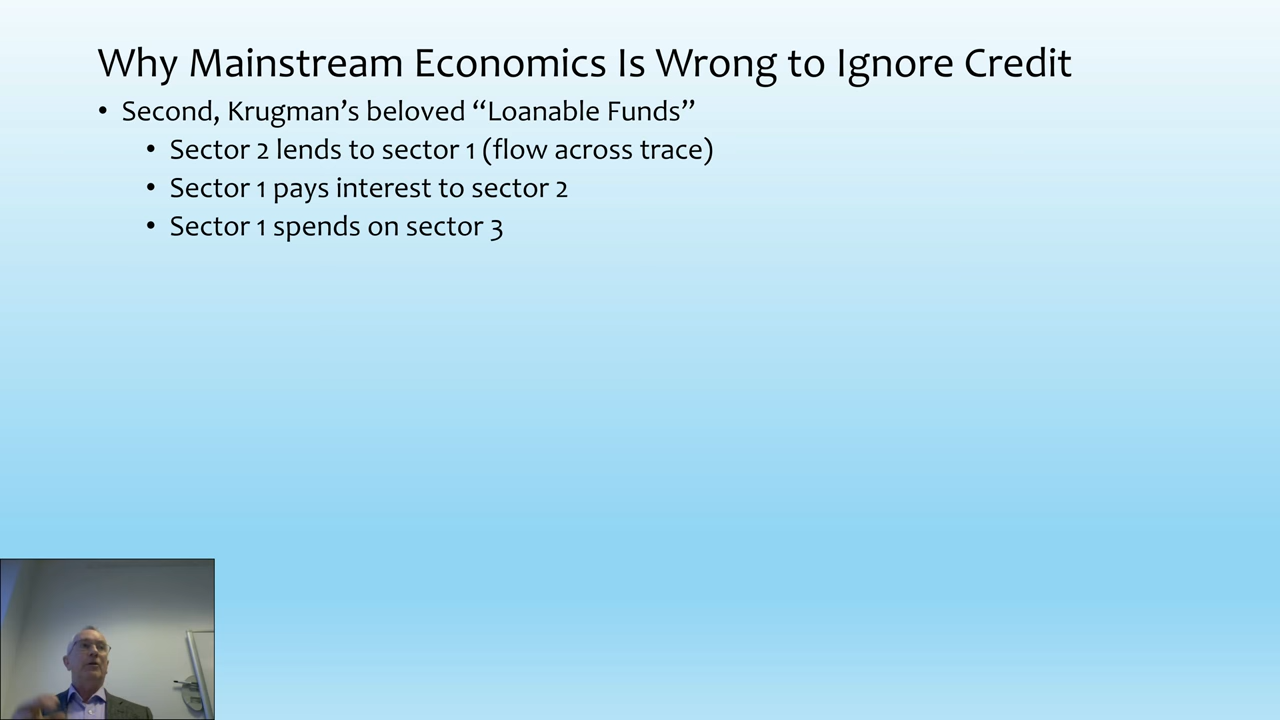 Why Mainstream Economics Is Wrong to Ignore Credit
• Second, Krugman’s beloved “Loanable Funds”
• Sector 2 lends to sector 1 (flow across trace)
• Sector 1 pays interest to sector 2
• Sector 1 spends on sector 3